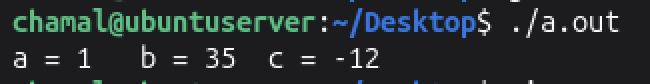 chamal@ubuntuserver:~/Desktop$ ./a.out
a = 1   b = 35  c = -12